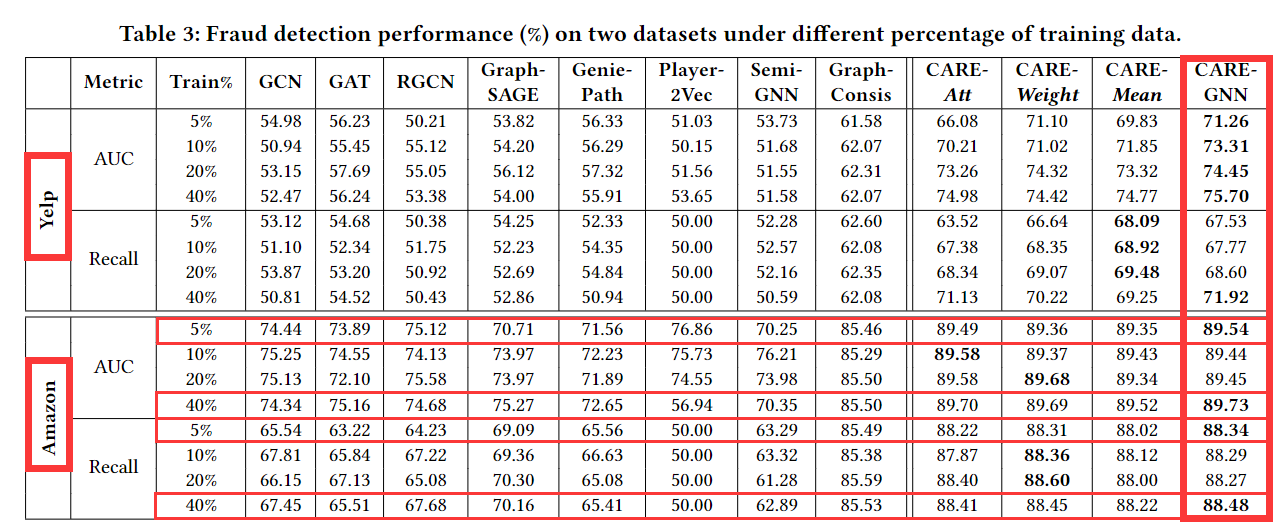 Table 3: Fraud detection performance (%) on two datasets under different percentage of training data.
Metric Train% GCN GAT RGCN Graph-SAGE Genie-Path Player-2Vec Semi-GNN Graph-Consis CARE-Att CARE-Weight CARE-Mean CARE-GNN
Yelp
AUC
5% 54.98 56.23 50.21 53.82 56.33 51.03 53.73 61.58 66.08 71.10 69.83 71.26
10% 50.94 55.45 55.12 54.20 56.29 50.15 51.68 62.07 70.21 71.02 71.85 73.31
20% 53.15 57.69 55.05 56.12 57.32 51.56 51.55 62.31 73.26 74.32 73.32 74.45
40% 52.47 56.24 53.38 54.00 55.91 53.65 51.58 62.07 74.98 74.42 74.77 75.70
Recall
5% 53.12 54.68 50.38 54.25 52.33 50.00 52.28 62.60 63.52 66.64 68.09 67.53
10% 51.10 52.34 51.75 52.23 54.35 50.00 52.57 62.08 67.38 68.35 68.92 67.77
20% 53.87 53.20 50.92 52.69 54.84 50.00 52.16 62.35 68.34 69.07 69.48 68.60
40% 50.81 54.52 50.43 52.86 50.94 50.00 50.59 62.08 71.13 70.22 69.25 71.92
Amazon
AUC
5% 74.44 73.89 75.12 70.71 71.56 76.86 70.25 85.46 89.49 89.36 89.35 89.54
10% 75.25 74.55 74.13 73.97 72.23 75.73 76.21 85.29 89.58 89.37 89.43 89.44
20% 75.13 72.10 75.58 73.97 71.89 74.55 73.98 85.50 89.58 89.68 89.34 89.45
40% 74.34 75.16 74.68 75.27 72.65 56.94 70.35 85.50 89.70 89.69 89.52 89.73
Recall
5% 65.54 63.22 64.23 69.09 65.56 50.00 63.29 85.49 88.22 88.31 88.02 88.34
10% 67.81 65.84 67.22 69.36 66.63 50.00 63.32 85.38 87.87 88.36 88.12 88.29
20% 66.15 67.13 65.08 70.30 65.08 50.00 61.28 85.59 88.40 88.60 88.00 88.27
40% 67.45 65.51 67.68 70.16 65.41 50.00 62.89 85.53 88.41 88.45 88.22 88.48